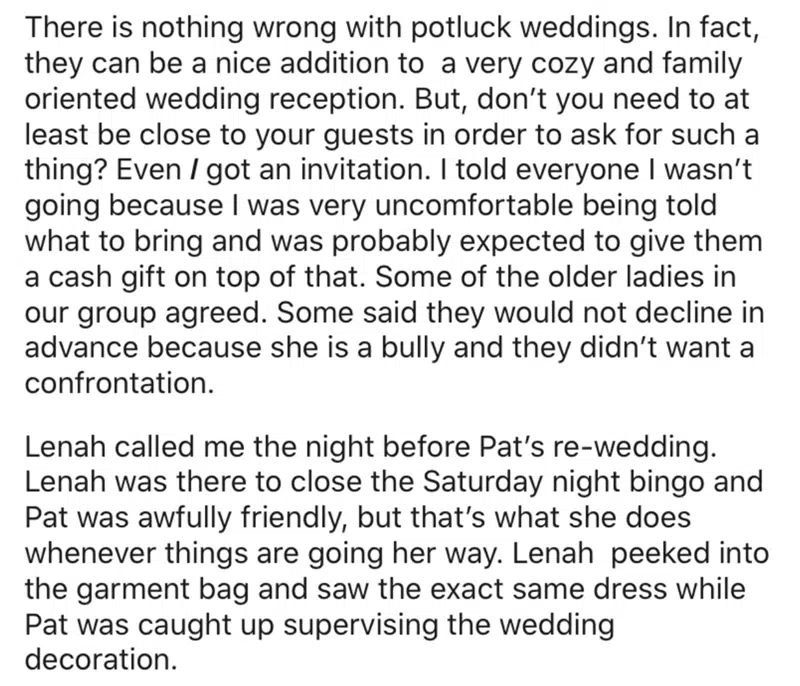 There is nothing wrong with potluck weddings. In fact,
they can be a nice addition to  a very cozy and family
oriented wedding reception. But, don’t you need to at
least be close to your guests in order to ask for such a
thing? Even I got an invitation. I told everyone I wasn’t
going because I was very uncomfortable being told
what to bring and was probably expected to give them
a cash gift on top of that. Some of the older ladies in
our group agreed. Some said they would not decline in
advance because she is a bully and they didn’t want a
confrontation.
Lenah called me the night before Pat’s re-wedding.
Lenah was there to close the Saturday night bingo and
Pat was awfully friendly, but that’s what she does
whenever things are going her way. Lenah  peeked into
the garment bag and saw the exact same dress while
Pat was caught up supervising the wedding
decoration.